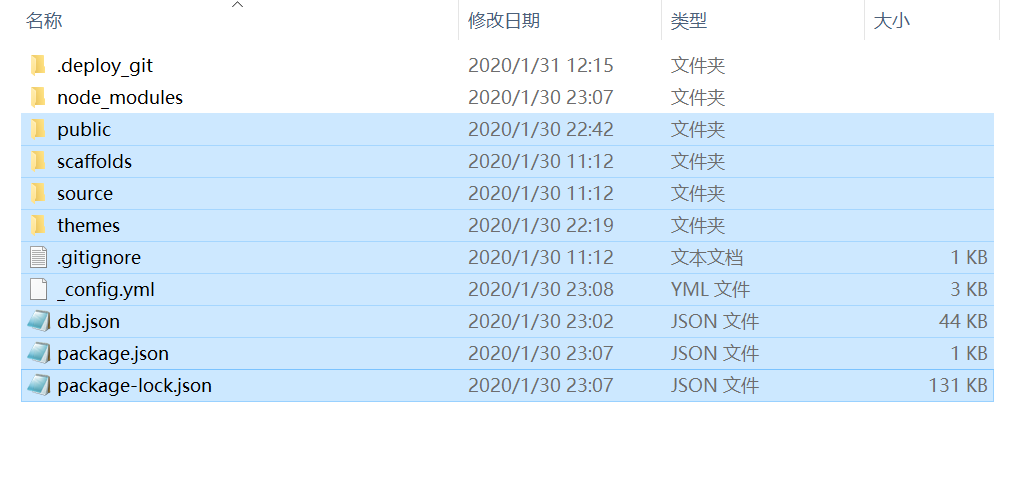 名称 修改日期 类型 大小
.deploy_git 2020/1/31 12:15 文件夹
node_modules 2020/1/30 23:07 文件夹
public 2020/1/30 22:42 文件夹
scaffolds 2020/1/30 11:12 文件夹
source 2020/1/30 11:12 文件夹
themes 2020/1/30 22:19 文件夹
.gitignore 2020/1/30 11:12 文本文档 1 KB
_config.yml 2020/1/30 23:08 YML 文件 3 KB
db.json 2020/1/30 23:02 JSON 文件 44 KB
package.json 2020/1/30 23:07 JSON 文件 1 KB
package-lock.json 2020/1/30 23:07 JSON 文件 131 KB